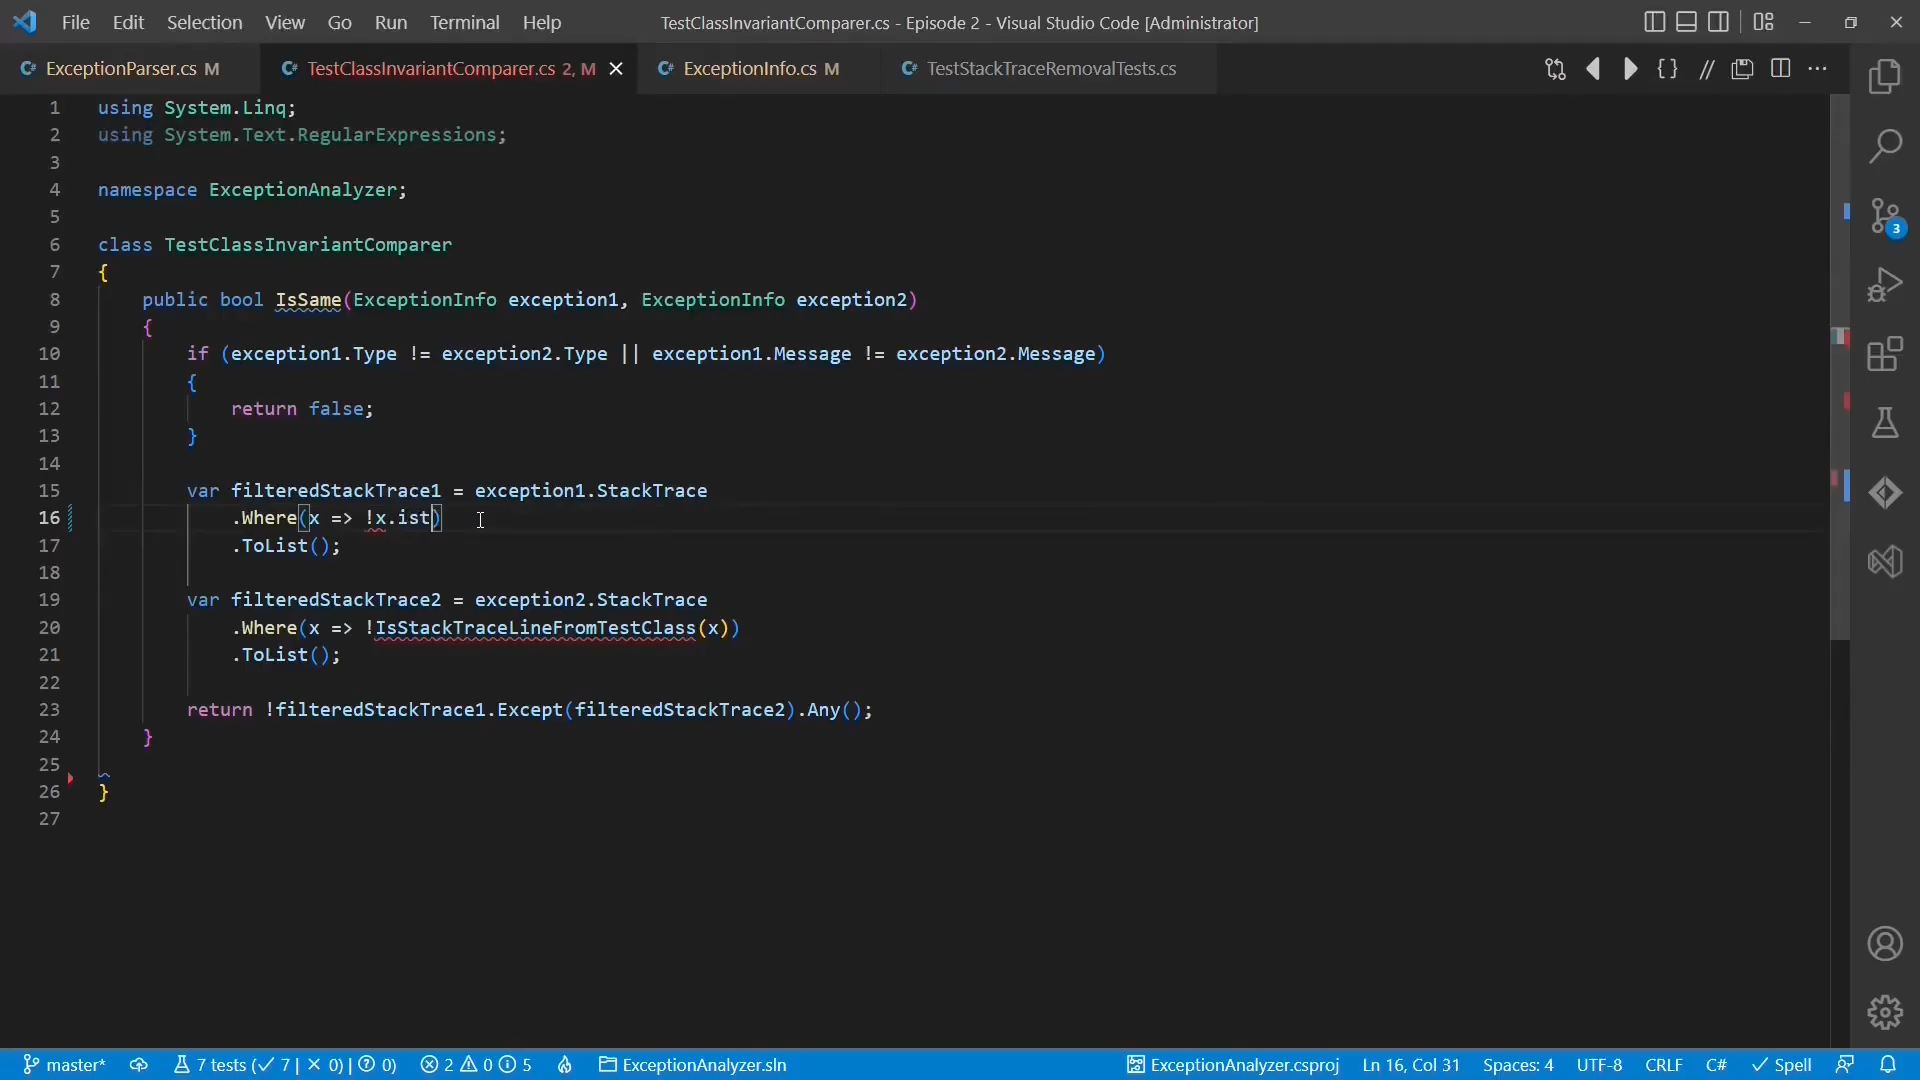 File Edit Selection View Go Run Terminal Help TestClassInvariantComparer.cs - Episode 2 - Visual Studio Code [Administrator]
C# ExceptionParser.cs M C# TestClassInvariantComparer.cs 2, M C# ExceptionInfo.cs M C# TestStackTraceRemovalTests.cs
1 using System.Linq;
2 using System.Text.RegularExpressions;
3
4 namespace ExceptionAnalyzer;
5
6 class TestClassInvariantComparer
7 {
8 public bool IsSame(ExceptionInfo exception1, ExceptionInfo exception2)
9 {
10 if (exception1.Type != exception2.Type || exception1.Message != exception2.Message)
11 {
12 return false;
13 }
14
15 var filteredStackTrace1 = exception1.StackTrace
16 .Where(x => !x.ist)
17 .ToList();
18
19 var filteredStackTrace2 = exception2.StackTrace
20 .Where(x => !IsStackTraceLineFromTestClass(x))
21 .ToList();
22
23 return !filteredStackTrace1.Except(filteredStackTrace2).Any();
24 }
25
26 }
27
3
master* 7 tests (✓ 7 | × 0) | ? 0) 2 0 5 ExceptionAnalyzer.sln ExceptionAnalyzer.csproj Ln 16, Col 31 Spaces: 4 UTF-8 CRLF C# ✓ Spell